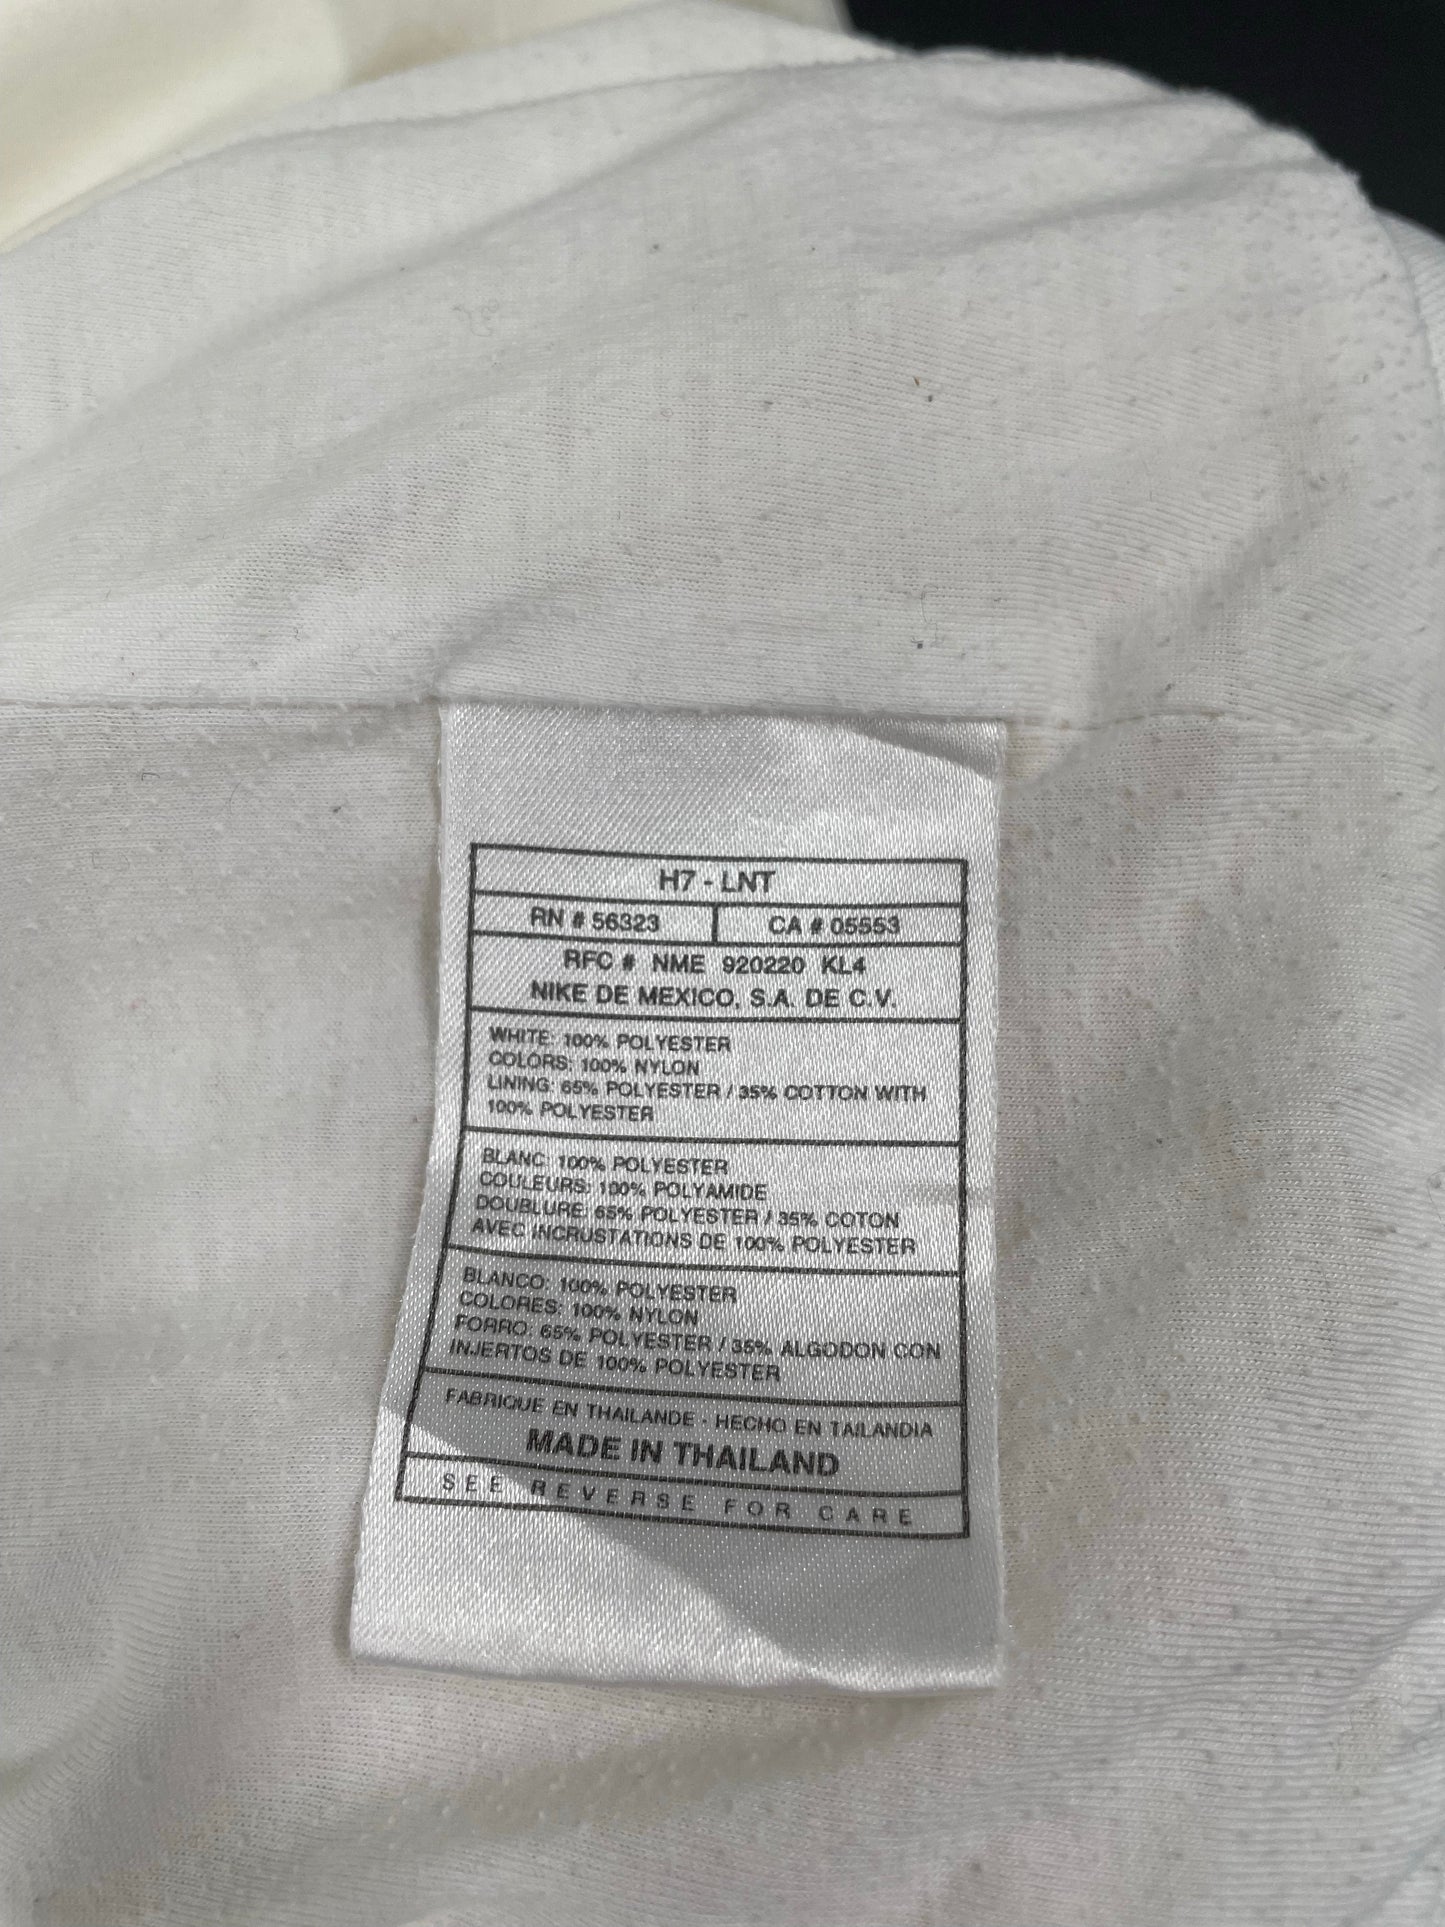 H7 - LNT
RN # 56323 CA # 05553
RFC # NME 920220 KL4
NIKE DE MEXICO, S.A. DE C.V.
WHITE: 100% POLYESTER
COLORS: 100% NYLON
LINING: 65% POLYESTER / 35% COTTON WITH
100% POLYESTER
BLANC: 100% POLYESTER
COULEURS: 100% POLYAMIDE
DOUBLURE: 65% POLYESTER / 35% COTON
AVEC INCRUSTATIONS DE 100% POLYESTER
BLANCO: 100% POLYESTER
COLORES: 100% NYLON
FORRO: 65% POLYESTER / 35% ALGODON CON
INJERTOS DE 100% POLYESTER
FABRIQUE EN THAILANDE · HECHO EN TAILANDIA
MADE IN THAILAND
SEE REVERSE FOR CARE